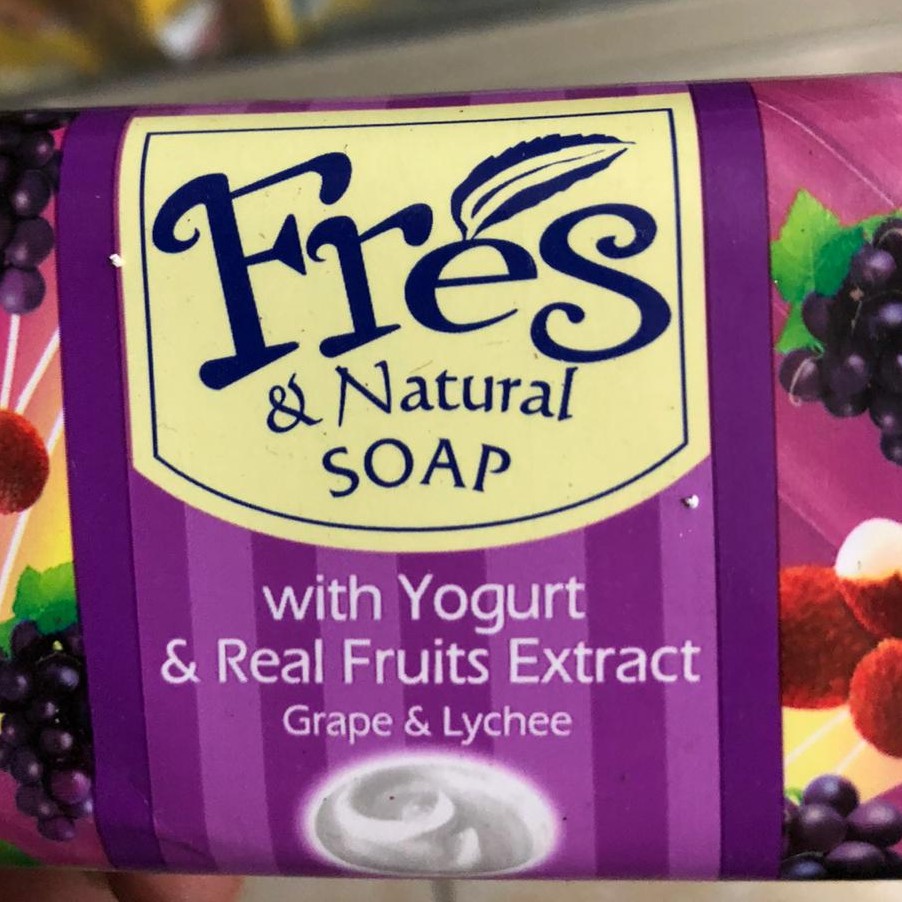 Fres
& Natural
SOAP
with Yogurt
& Real Fruits Extract
Grape & Lychee